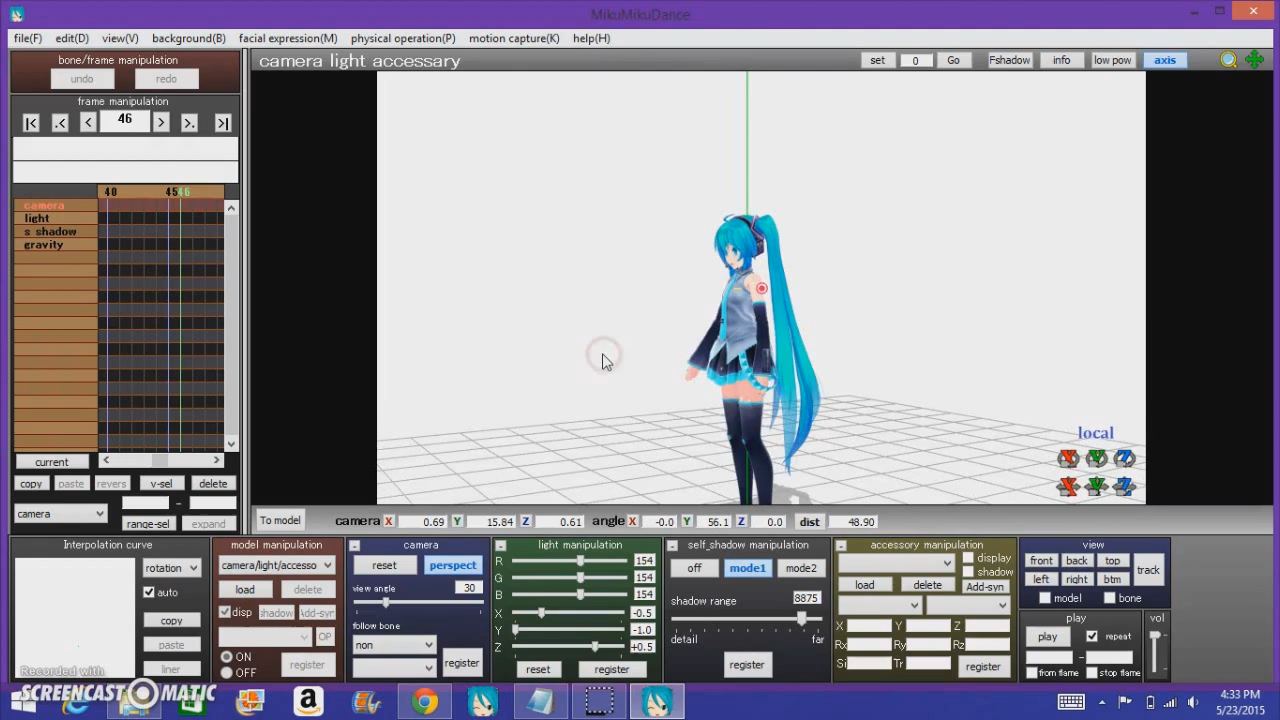 MikuMikuDance
file(F) edit(D) view(V) background(B) facial expression(M) physical operation(P) motion capture(K) help(H)
bone/frame manipulation
undo redo
camera light accessary
set 0 Go Fshadow info low pow axis
frame manipulation
|< .< < 46 > >. >|
40 45 46
camera
light
s shadow
gravity
local
X Y Z
X Y Z
current < >
copy paste revers v-sel delete
camera -
range-sel expand
To model camera X 0.69 Y 15.84 Z 0.61 angle X -0.0 Y 56.1 Z 0.0 dist 48.90
Interpolation curve
rotation
auto
copy
paste
liner
model manipulation
camera/light/accesso
load delete
disp shadow Add-syn
OP
ON
OFF
register
- camera
reset perspect
view angle 30
follow bone
non
register
- light manipulation
R 154
G 154
B 154
X -0.5
Y -1.0
Z +0.5
reset register
- self_shadow manipulation
off mode1 mode2
shadow range 8875
detail far
register
- accessory manipulation
display
shadow
load delete Add-syn
X Y Z
Rx Ry Rz
Si Tr register
view
front back top
left right btm
track
model bone
play
play repeat
-
from flame stop flame
vol
Recorded with
SCREENCAST MATIC
a
4:33 PM
5/23/2015